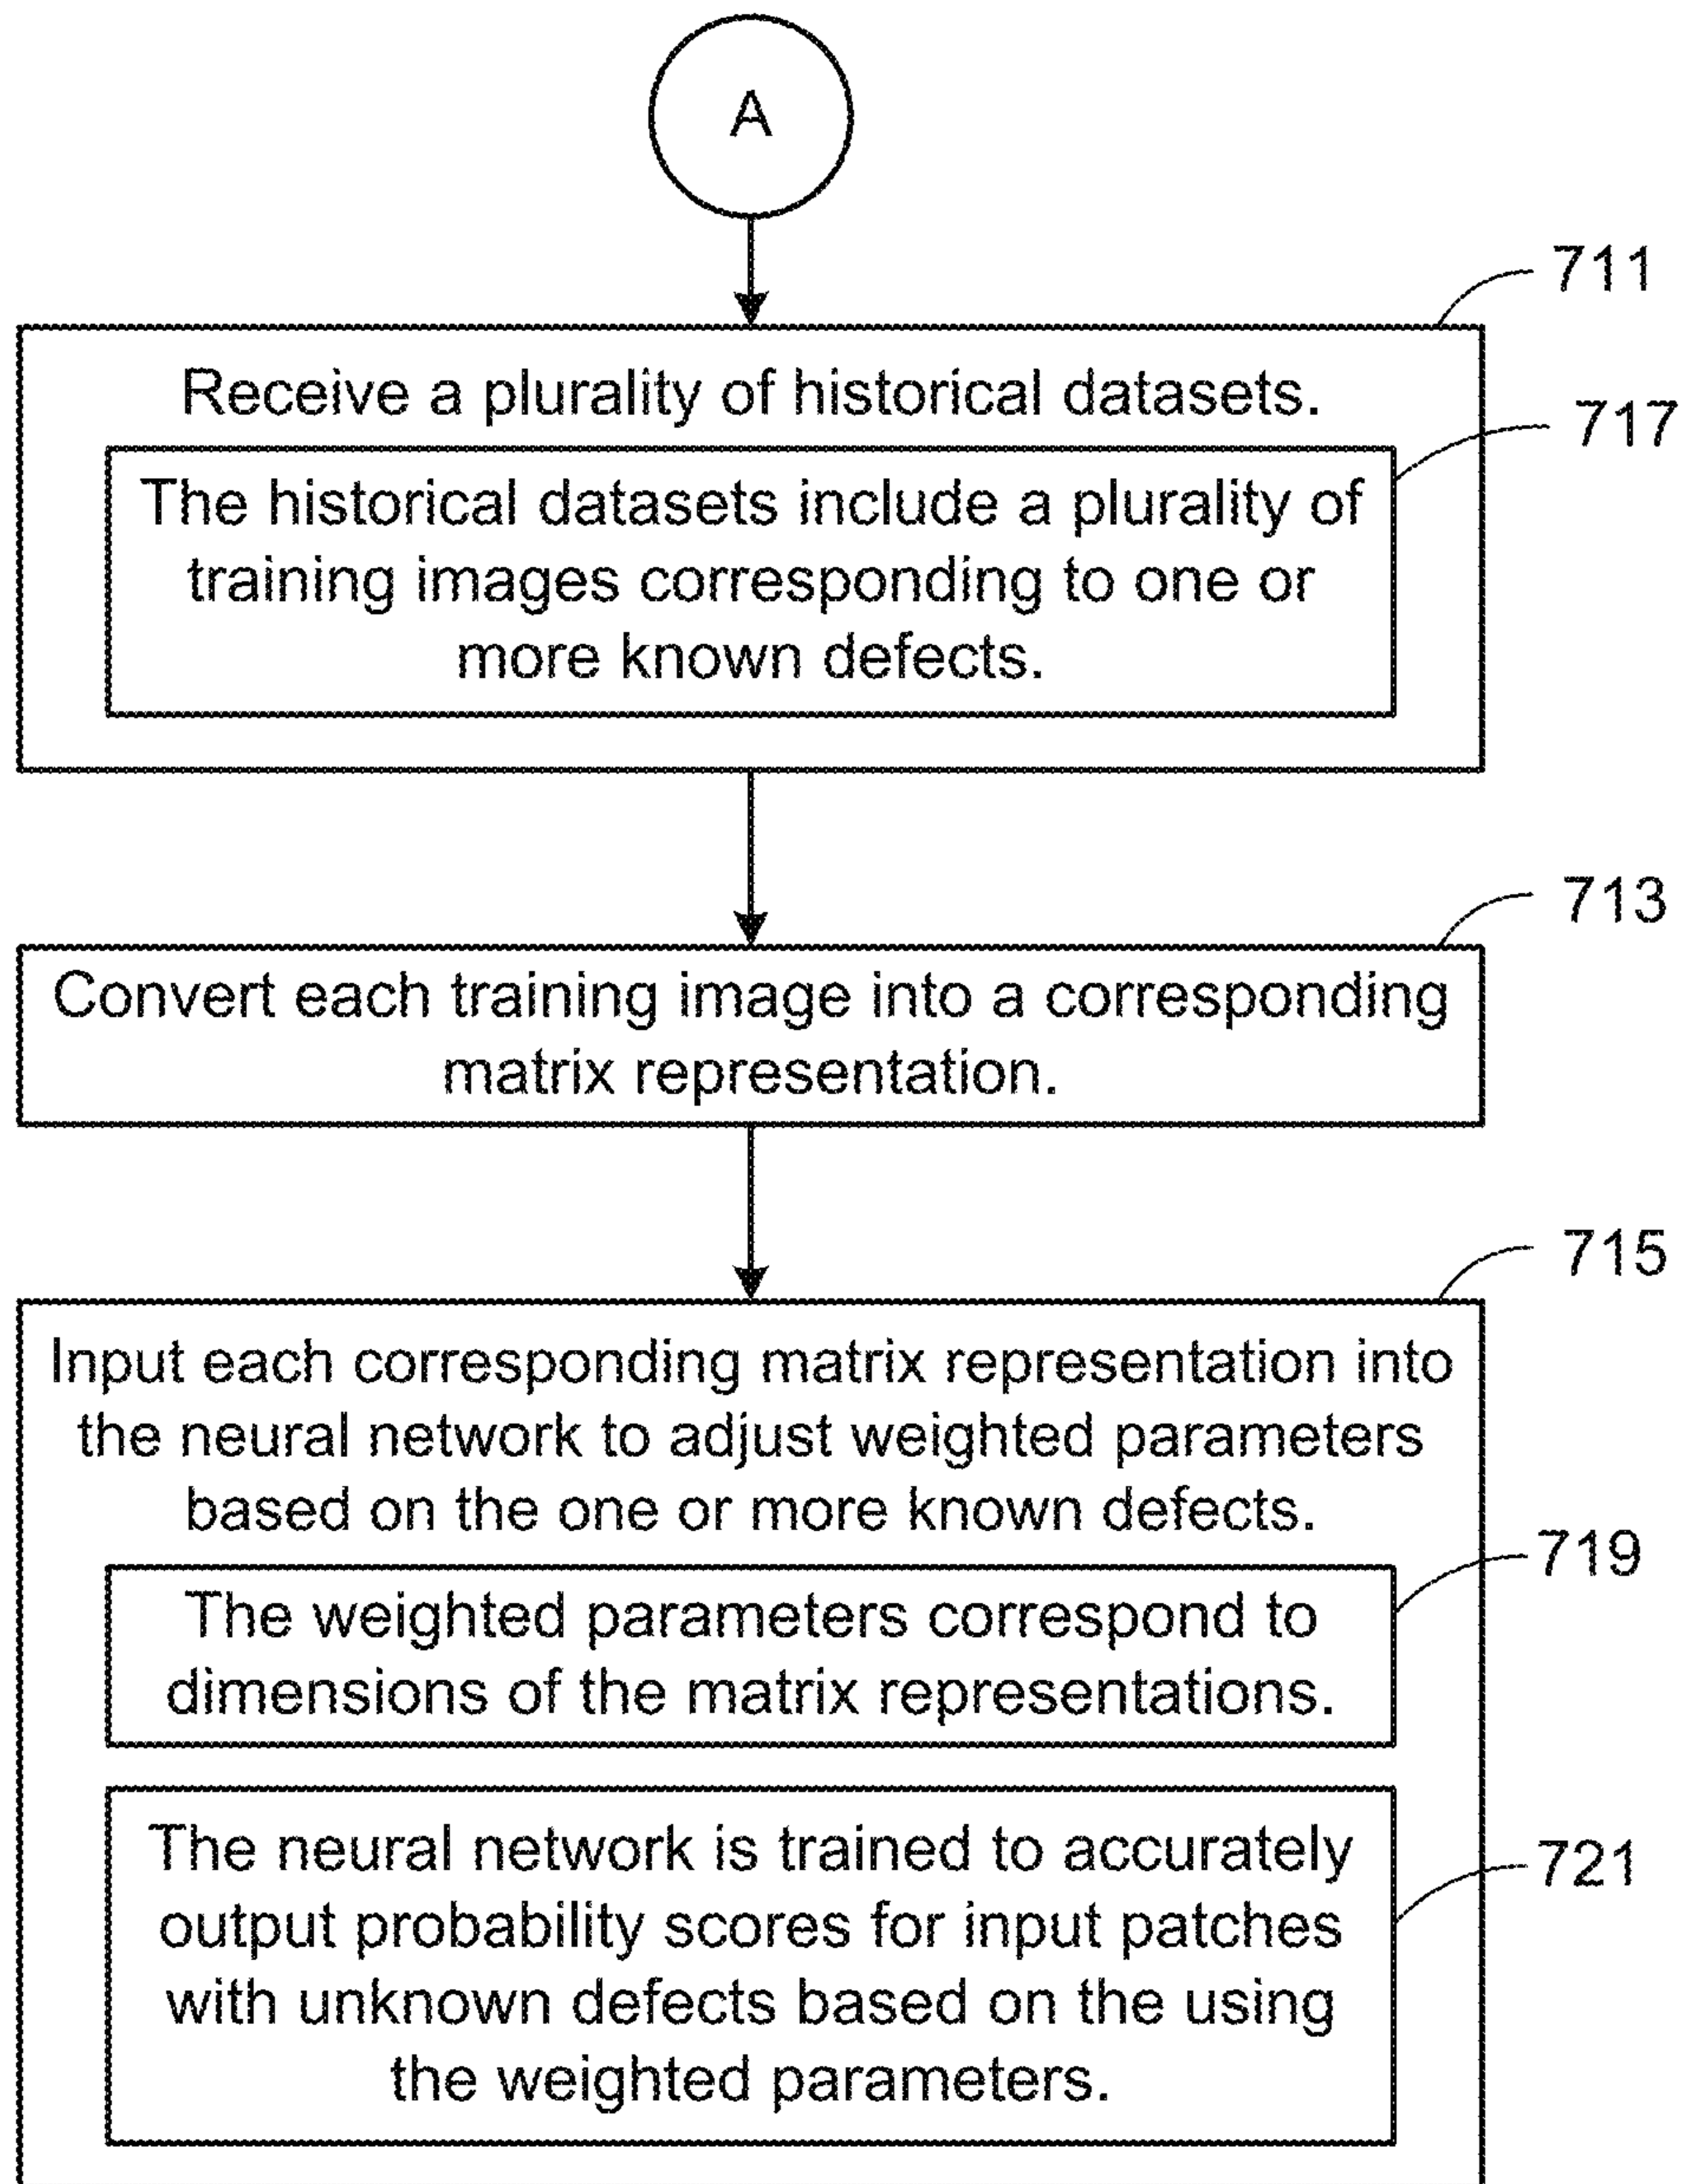 A
711
Receive a plurality of historical datasets.
717
The historical datasets include a plurality of
training images corresponding to one or
more known defects.
713
Convert each training image into a corresponding
matrix representation.
715
Input each corresponding matrix representation into
the neural network to adjust weighted parameters
based on the one or more known defects.
719
The weighted parameters correspond to
dimensions of the matrix representations.
721
The neural network is trained to accurately
output probability scores for input patches
with unknown defects based on the using
the weighted parameters.